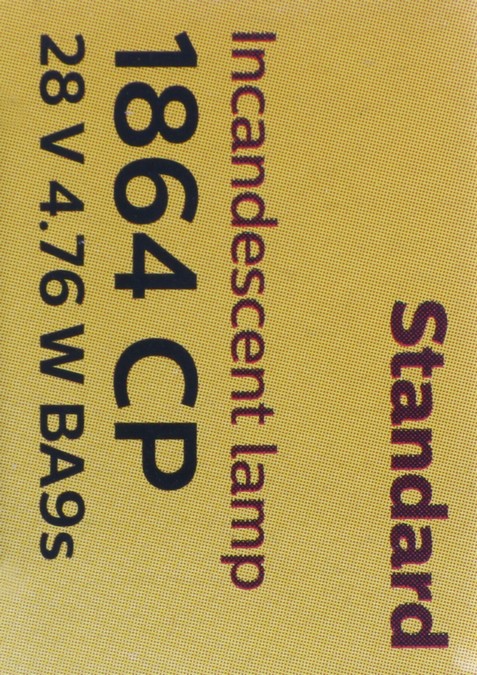 Standard
Incandescent lamp
1864 CP
28 V 4.76 W BA9s